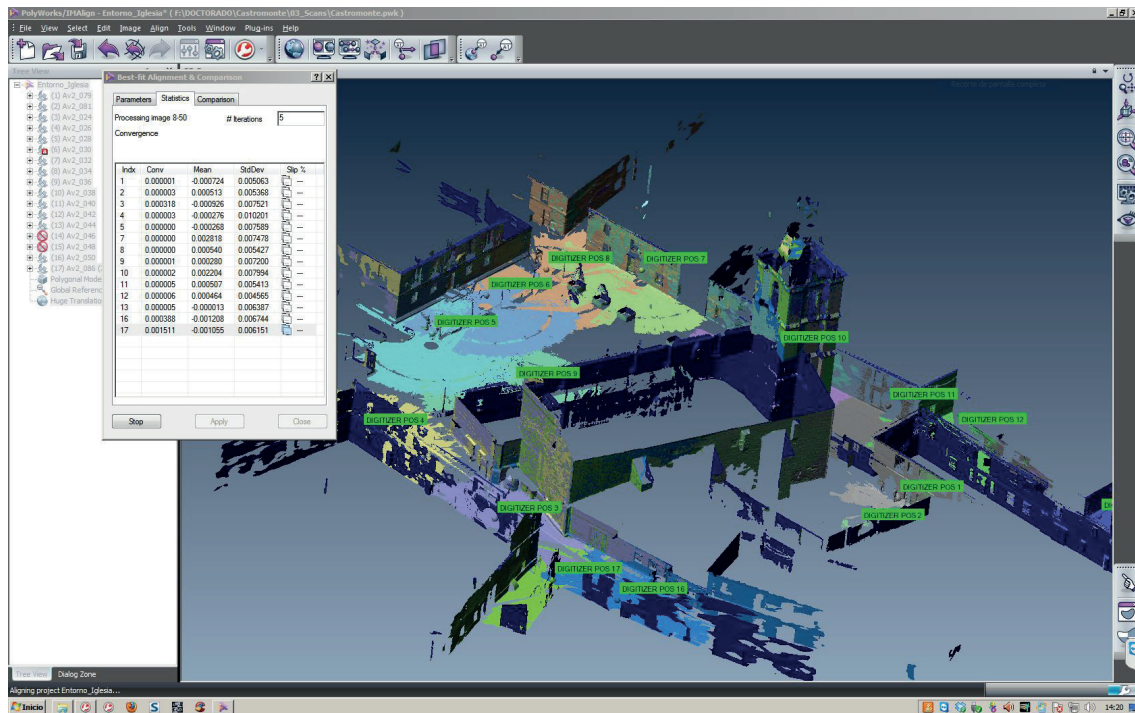 PolyWorks/IMAlign - Entorno_Iglesia* ( F:\DOCTORADO\Castromonte\03_Scans\Castromonte.pwk )
File View Select Edit Image Align Tools Window Plug-ins Help
Tree View
Entorno_Iglesia
(1) Av2_079
(2) Av2_081
(3) Av2_024
(4) Av2_026
(5) Av2_028
(6) Av2_030
(7) Av2_032
(8) Av2_034
(9) Av2_036
(10) Av2_038
(11) Av2_040
(12) Av2_042
(13) Av2_044
(14) Av2_046
(15) Av2_048
(16) Av2_050
(17) Av2_086 (
Polygonal Mode
Global Referenc
Huge Translatio
Best-fit Alignment & Comparison
Parameters Statistics Comparison
Processing image 8-50 # Iterations 5
Convergence
Indx Conv Mean StdDev Slip %
1 0.000001 -0.000724 0.005063 ---
2 0.000003 0.000513 0.005368 ---
3 0.000318 -0.000926 0.007521 ---
4 0.000003 -0.000276 0.010201 ---
5 0.000000 -0.000268 0.007589 ---
7 0.000000 0.002818 0.007478 ---
8 0.000000 0.000540 0.005427 ---
9 0.000001 0.000280 0.007200 ---
10 0.000002 0.002204 0.007994 ---
11 0.000005 0.000507 0.005413 ---
12 0.000006 0.000464 0.004565 ---
13 0.000005 -0.000013 0.006387 ---
16 0.000388 -0.001208 0.006744 ---
17 0.001511 -0.001055 0.006151 ---
Stop Apply Close
Recorte de pantalla completa
DIGITIZER POS 8
DIGITIZER POS 7
DIGITIZER POS 6
DIGITIZER POS 5
DIGITIZER POS 10
DIGITIZER POS 9
DIGITIZER POS 11
DIGITIZER POS 4
DIGITIZER POS 12
DIGITIZER POS 1
DIGITIZER POS 3
DIGITIZER POS 2
DIGITIZER POS 17
DIGITIZER POS 16
Tree View Dialog Zone
Aligning project Entorno_Iglesia...
Inicio
14:20